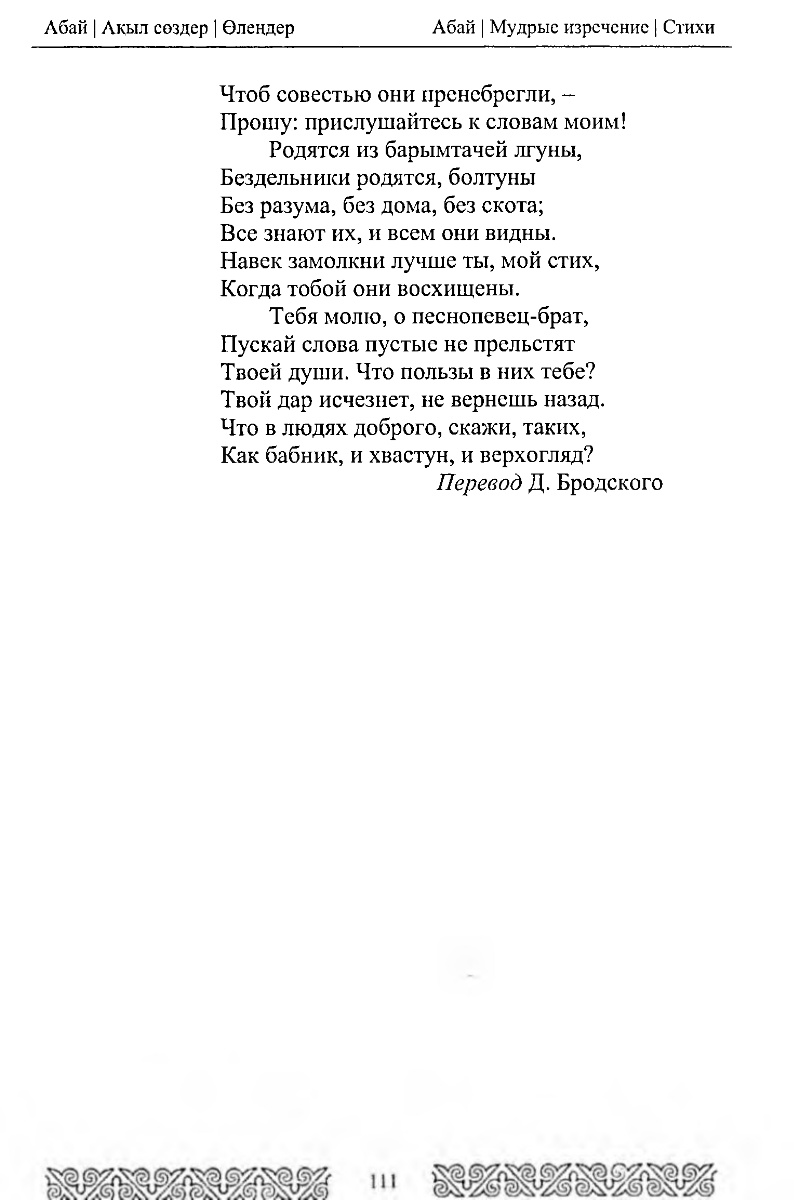 Абай | Ақыл сөздер | Өлеңдер Абай | Мудрые изречение | Стихи
Чтоб совестью они пренебрегли, –
Прошу: прислушайтесь к словам моим!
Родятся из барымтачей лгуны,
Бездельники родятся, болтуны
Без разума, без дома, без скота;
Все знают их, и всем они видны.
Навек замолкни лучше ты, мой стих,
Когда тобой они восхищены.
Тебя молю, о песнопевец-брат,
Пускай слова пустые не прельстят
Твоей души. Что пользы в них тебе?
Твой дар исчезнет, не вернешь назад.
Что в людях доброго, скажи, таких,
Как бабник, и хвастун, и верхогляд?
Перевод Д. Бродского
111